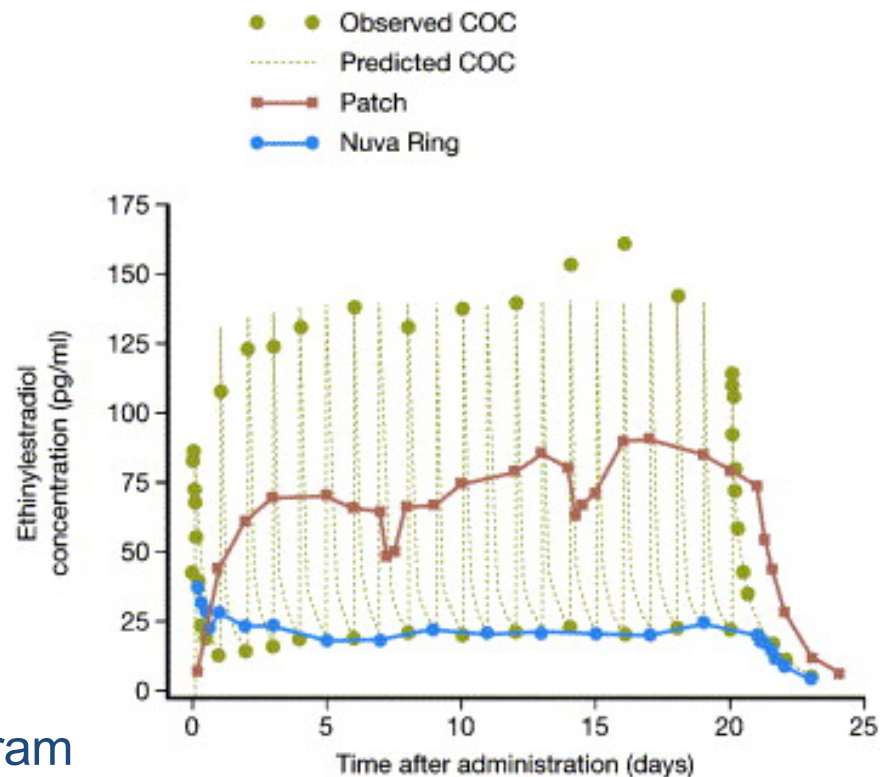 Observed COC
Predicted COC
Patch
Nuva Ring
175
150
125
100
75
50
25
0
Ethinylestradiol
concentration (pg/ml)
0 5 10 15 20 25
Time after administration (days)
ram